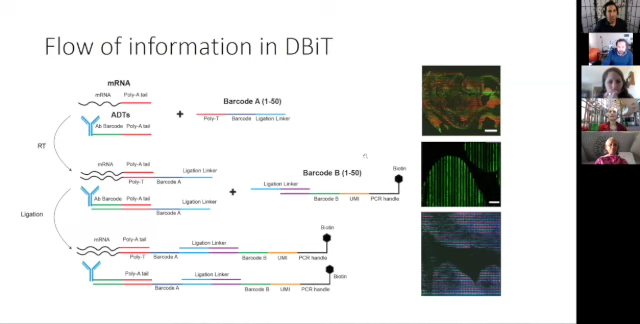 Flow of information in DBiT
mRNA
mRNA Poly-A tail
ADTs
Ab Barcode Poly-A tail
+
Barcode A (1-50)
Poly-T Barcode Ligation Linker
RT
mRNA Poly-A tail
Ligation Linker
Poly-T Barcode A
Ab Barcode Poly-A tail
Barcode A
+
Barcode B (1-50)
Biotin
Ligation Linker
Barcode B UMI PCR handle
Ligation
mRNA Poly-A tail
Ligation Linker
Biotin
Poly-T Barcode A
Barcode B UMI PCR handle
Poly-A tail
Ligation Linker
Biotin
Ab Barcode
Barcode A
Barcode B UMI PCR handle